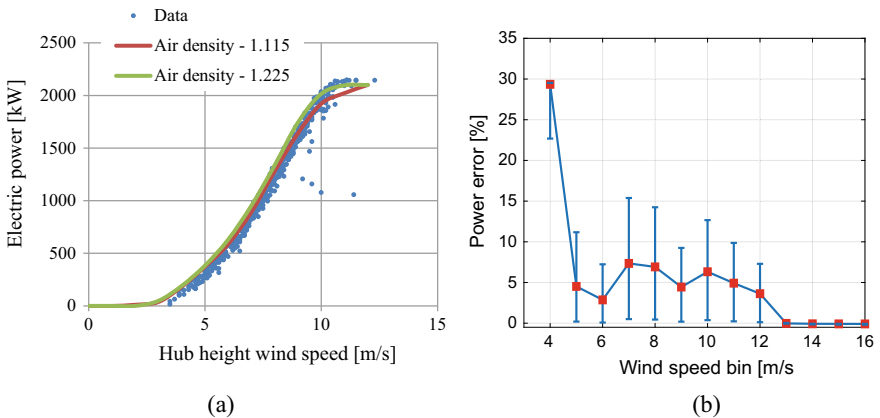 Data
Air density - 1.115
Air density - 1.225
2500
2000
1500
1000
500
0
0 5 10 15
Electric power [kW]
Hub height wind speed [m/s]
(a)
35
30
25
20
15
10
5
0
4 6 8 10 12 14 16
Power error [%]
Wind speed bin [m/s
(b)